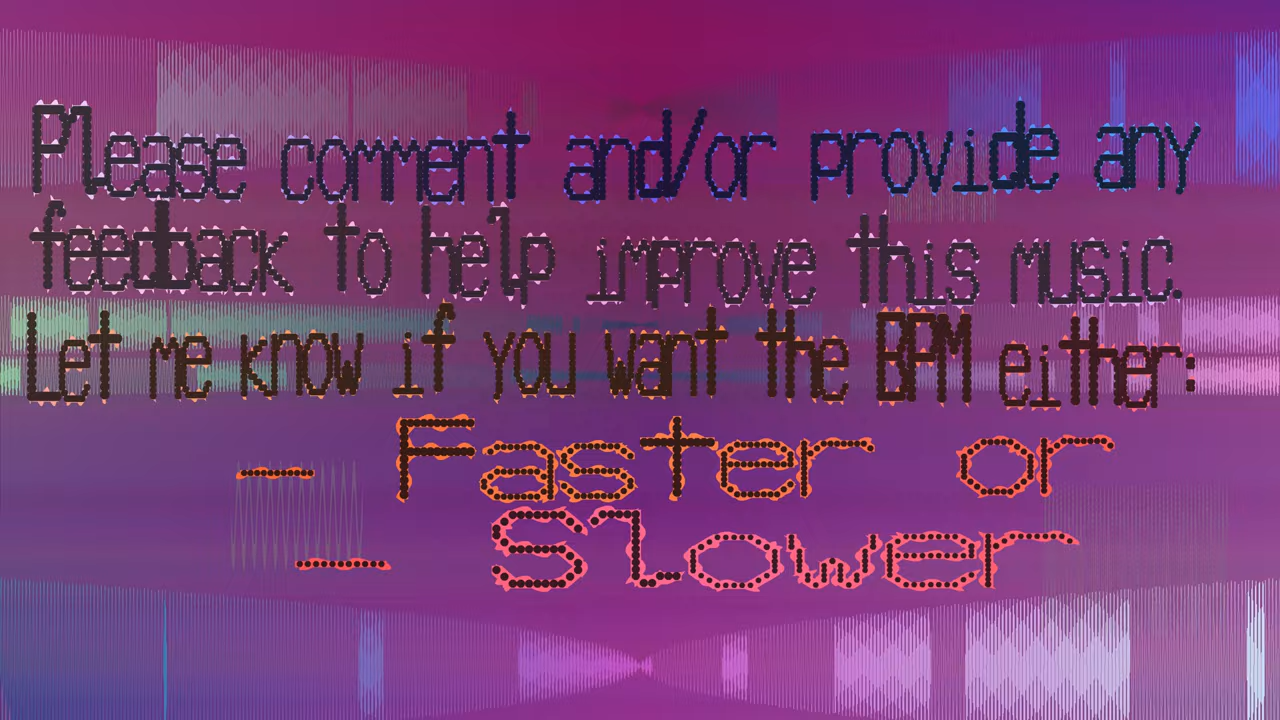 Please comment and/or provide any
feedback to help improve this music.
Let me know if you want the BPM either:
- Faster or
- Slower